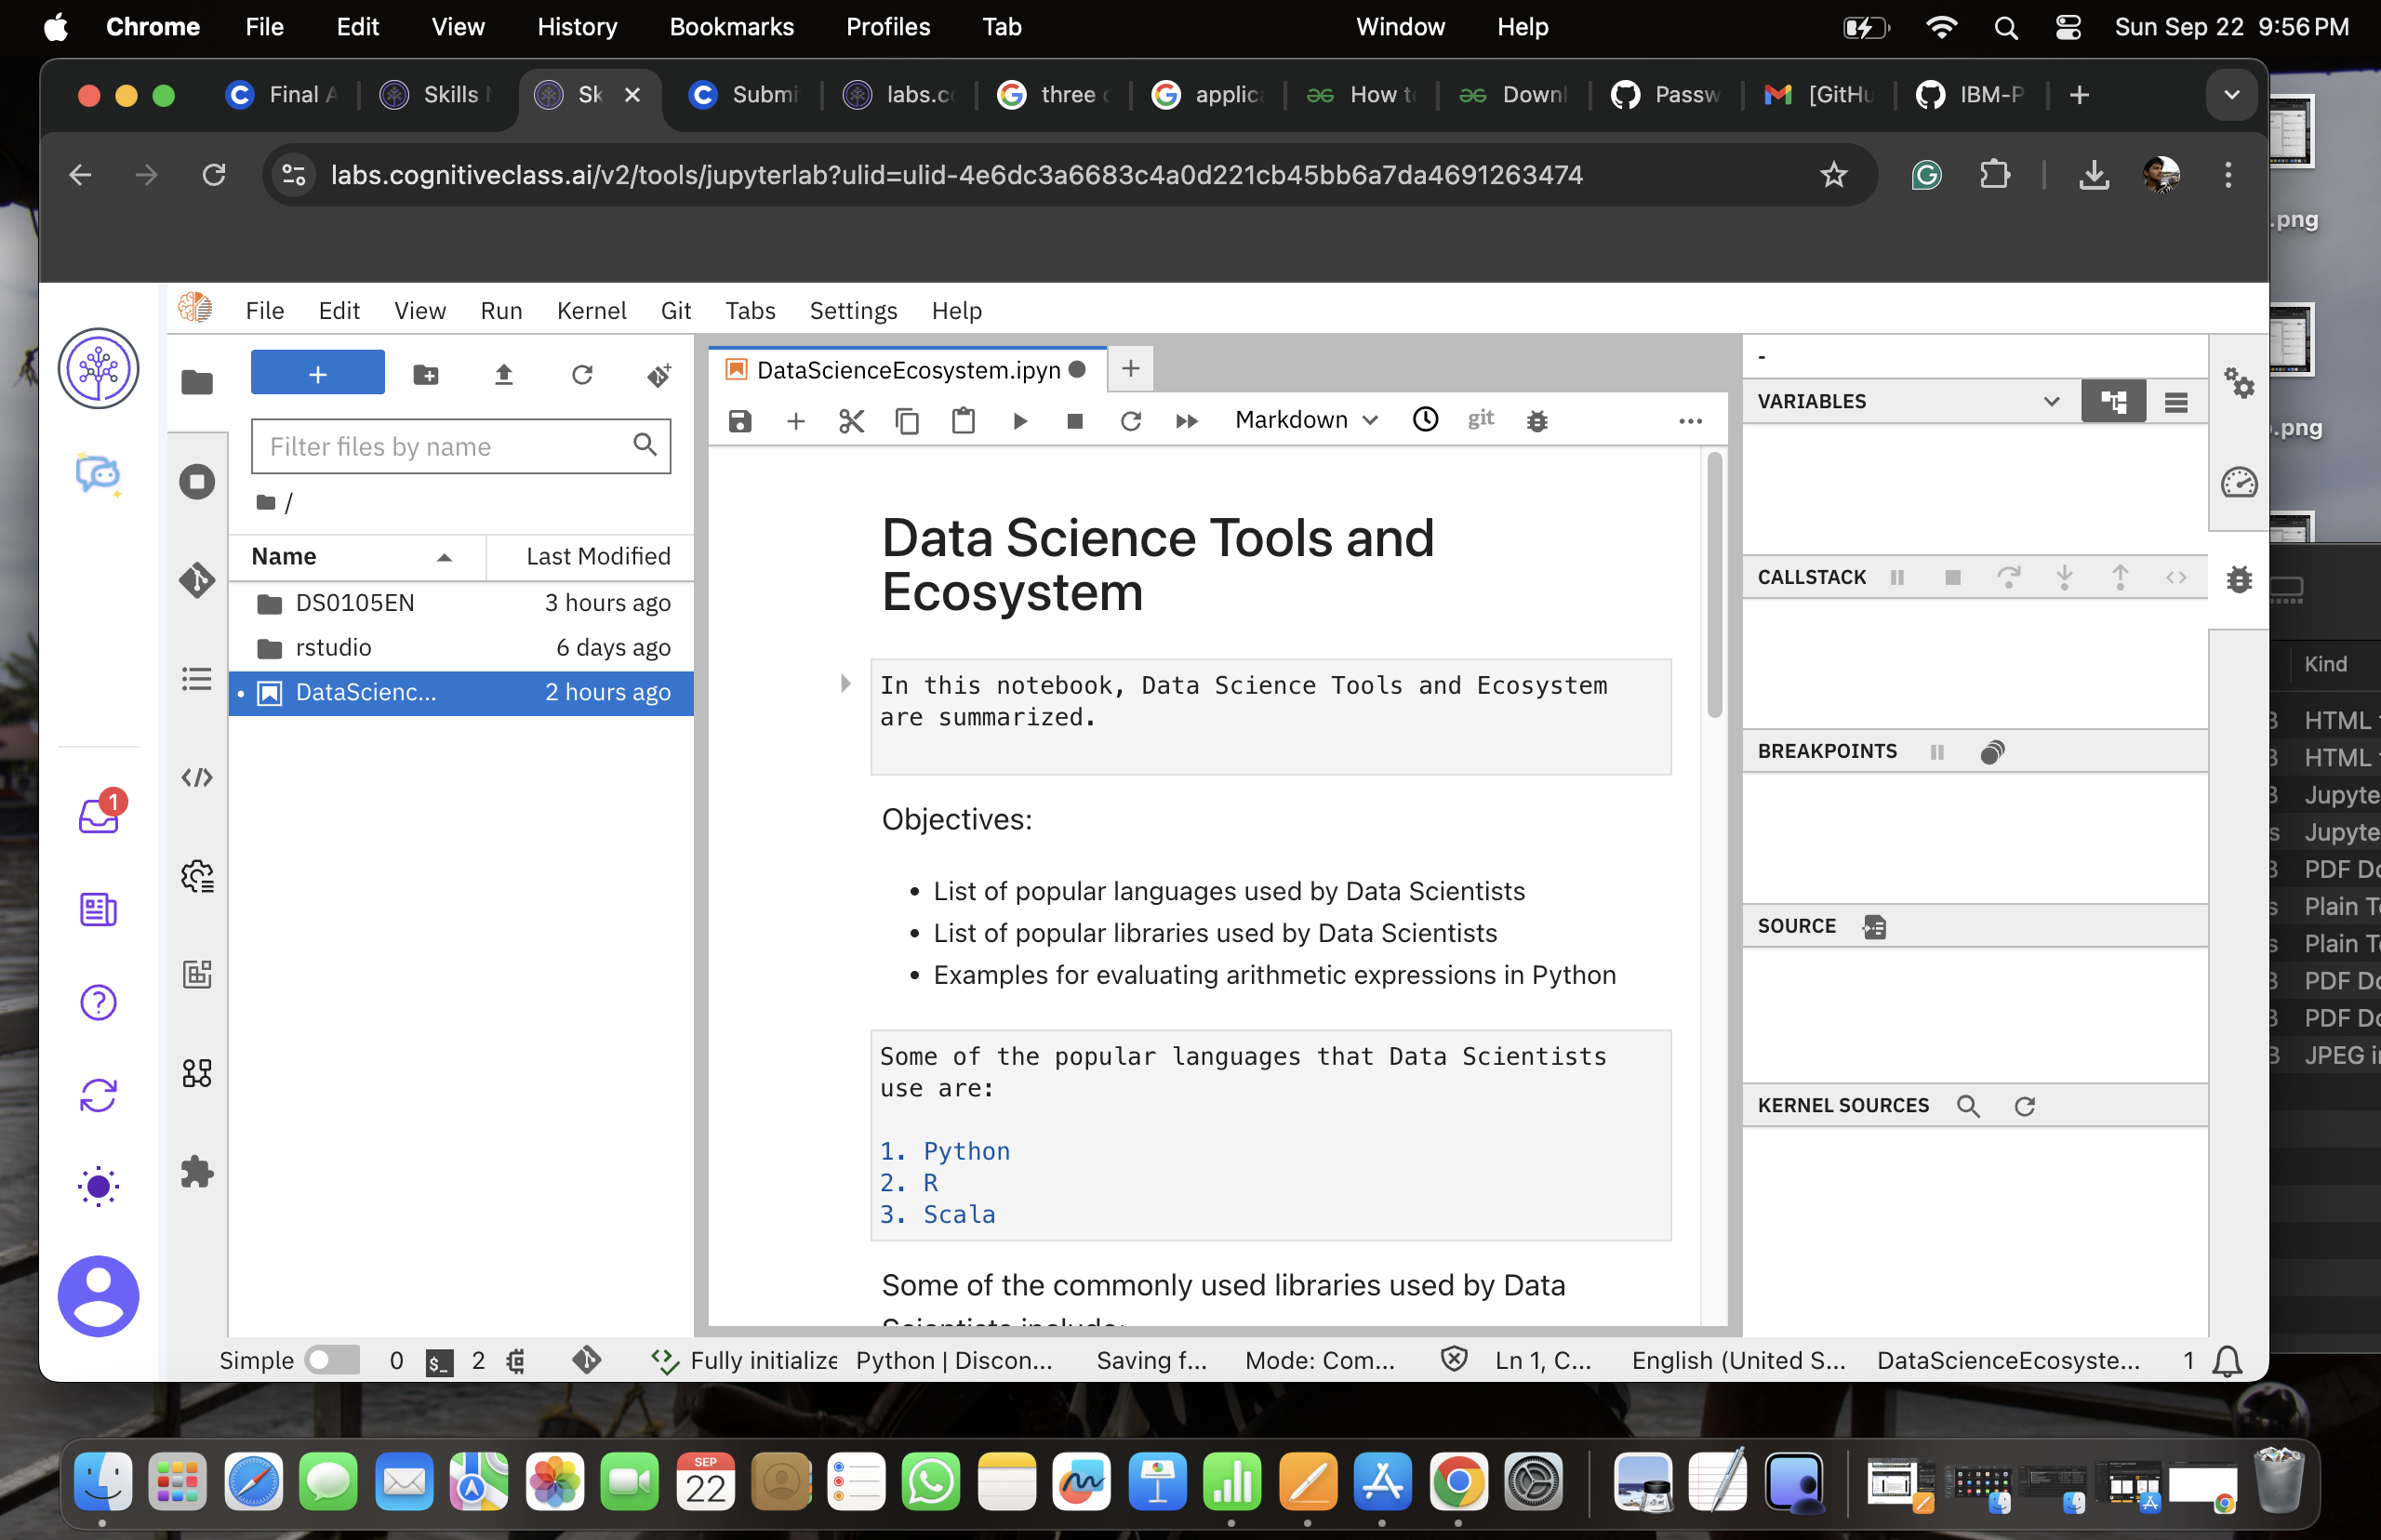 Chrome File Edit View History Bookmarks Profiles Tab Window Help Sun Sep 22 9:56 PM
Final A Skills Sk Submi labs.c three applic How t Downl Passw [GitHu IBM-P
labs.cognitiveclass.ai/v2/tools/jupyterlab?ulid=ulid-4e6dc3a6683c4a0d221cb45bb6a7da4691263474
.png
.png
File Edit View Run Kernel Git Tabs Settings Help
Filter files by name
/
Name Last Modified
DS0105EN 3 hours ago
rstudio 6 days ago
DataScienc... 2 hours ago
1
DataScienceEcosystem.ipyn
Markdown git
Data Science Tools and
Ecosystem
In this notebook, Data Science Tools and Ecosystem
are summarized.
Objectives:
• List of popular languages used by Data Scientists
• List of popular libraries used by Data Scientists
• Examples for evaluating arithmetic expressions in Python
Some of the popular languages that Data Scientists
use are:
1. Python
2. R
3. Scala
Some of the commonly used libraries used by Data
Scientists include:
-
VARIABLES
CALLSTACK
BREAKPOINTS
SOURCE
KERNEL SOURCES
Kind
HTML
HTML
Jupyte
Jupyte
PDF Do
Plain Te
Plain Te
PDF Do
PDF Do
JPEG i
Simple 0 $_ 2 Fully initialize Python | Discon... Saving f... Mode: Com... Ln 1, C... English (United S... DataScienceEcosyste... 1
SEP
22